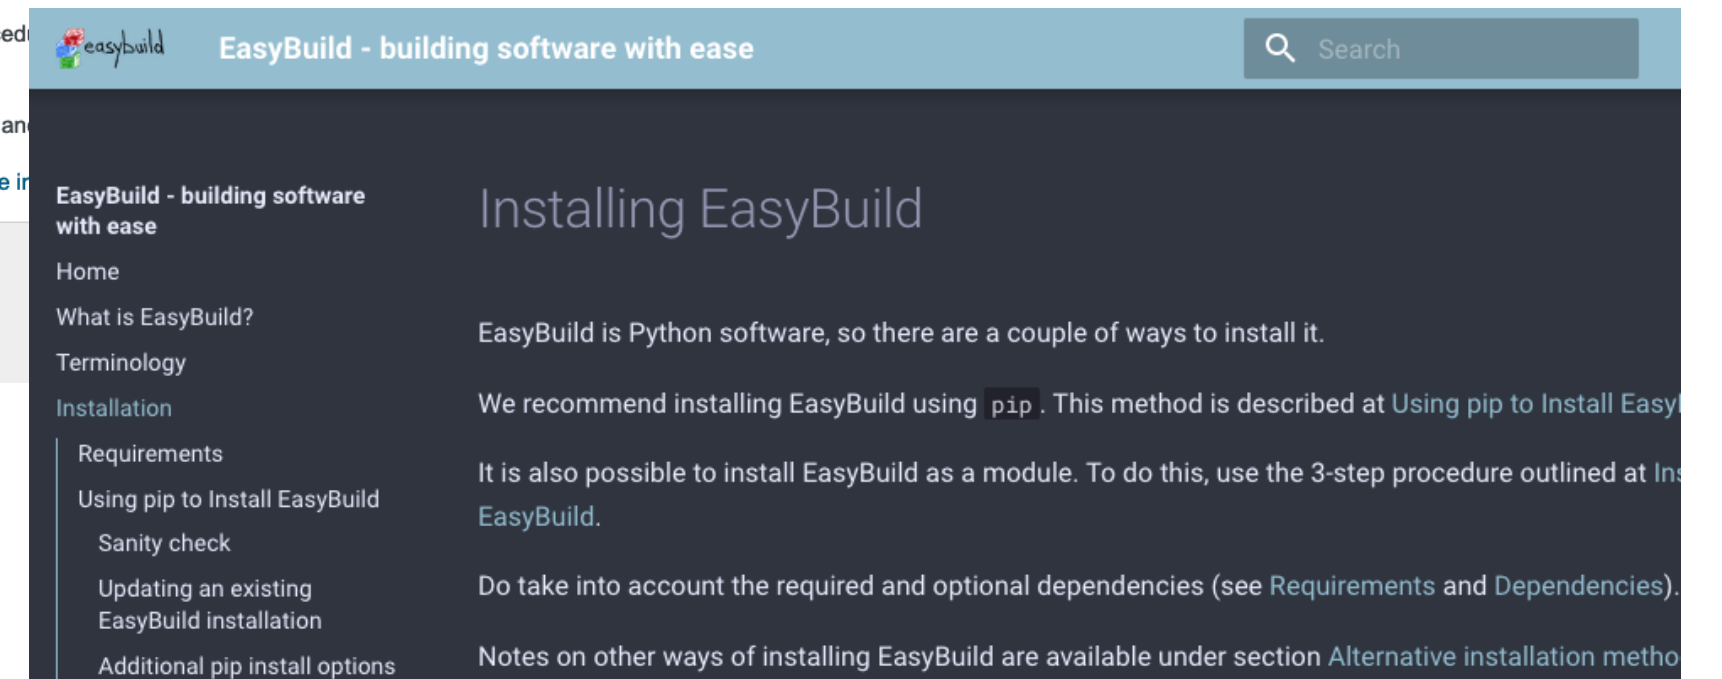 easybuild
EasyBuild - building software with ease
Search
and
EasyBuild - building software
with ease
Home
What is EasyBuild?
Terminology
Installation
Requirements
Using pip to Install EasyBuild
Sanity check
Updating an existing
EasyBuild installation
Additional pip install options
Installing EasyBuild
EasyBuild is Python software, so there are a couple of ways to install it.
We recommend installing EasyBuild using pip. This method is described at Using pip to Install Easy
It is also possible to install EasyBuild as a module. To do this, use the 3-step procedure outlined at Ins
EasyBuild.
Do take into account the required and optional dependencies (see Requirements and Dependencies).
Notes on other ways of installing EasyBuild are available under section Alternative installation metho